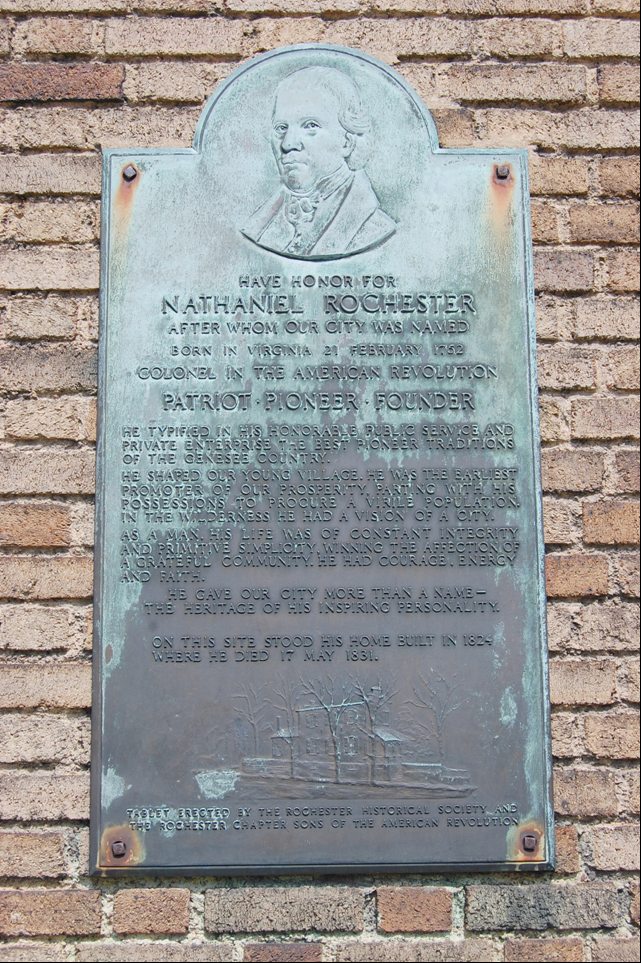 HAVE HONOR FOR
NATHANIEL ROCHESTER
AFTER WHOM OUR CITY WAS NAMED
BORN IN VIRGINIA 21 FEBRUARY 1752
COLONEL IN THE AMERICAN REVOLUTION
PATRIOT · PIONEER · FOUNDER
HE TYPIFIED IN HIS HONORABLE PUBLIC SERVICE AND
PRIVATE ENTERPRISE THE BEST PIONEER TRADITIONS
OF THE GENESEE COUNTRY.
HE SHAPED OUR YOUNG VILLAGE. HE WAS THE EARLIEST
PROMOTER OF OUR PROSPERITY, PARTING WITH HIS
POSSESSIONS TO PROCURE A VIRILE POPULATION
IN THE WILDERNESS HE HAD A VISION OF A CITY.
AS A MAN, HIS LIFE WAS OF CONSTANT INTEGRITY
AND PRIMITIVE SIMPLICITY, WINNING THE AFFECTION OF
A GRATEFUL COMMUNITY. HE HAD COURAGE, ENERGY
AND FAITH.
HE GAVE OUR CITY MORE THAN A NAME—
THE HERITAGE OF HIS INSPIRING PERSONALITY.
ON THIS SITE STOOD HIS HOME BUILT IN 1824
WHERE HE DIED 17 MAY 1831.
TABLET ERECTED BY THE ROCHESTER HISTORICAL SOCIETY AND
THE ROCHESTER CHAPTER SONS OF THE AMERICAN REVOLUTION